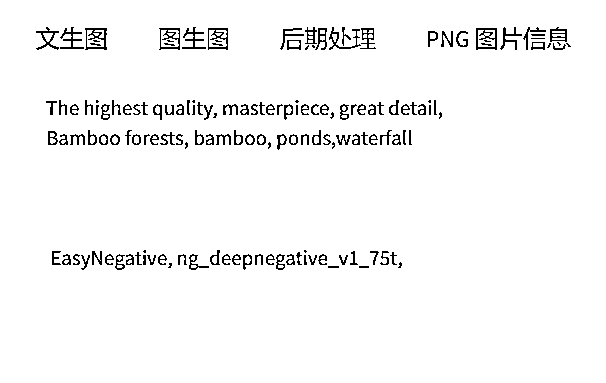 文生图 图生图 后期处理 PNG 图片信息
The highest quality, masterpiece, great detail,
Bamboo forests, bamboo, ponds,waterfall
EasyNegative, ng_deepnegative_v1_75t,